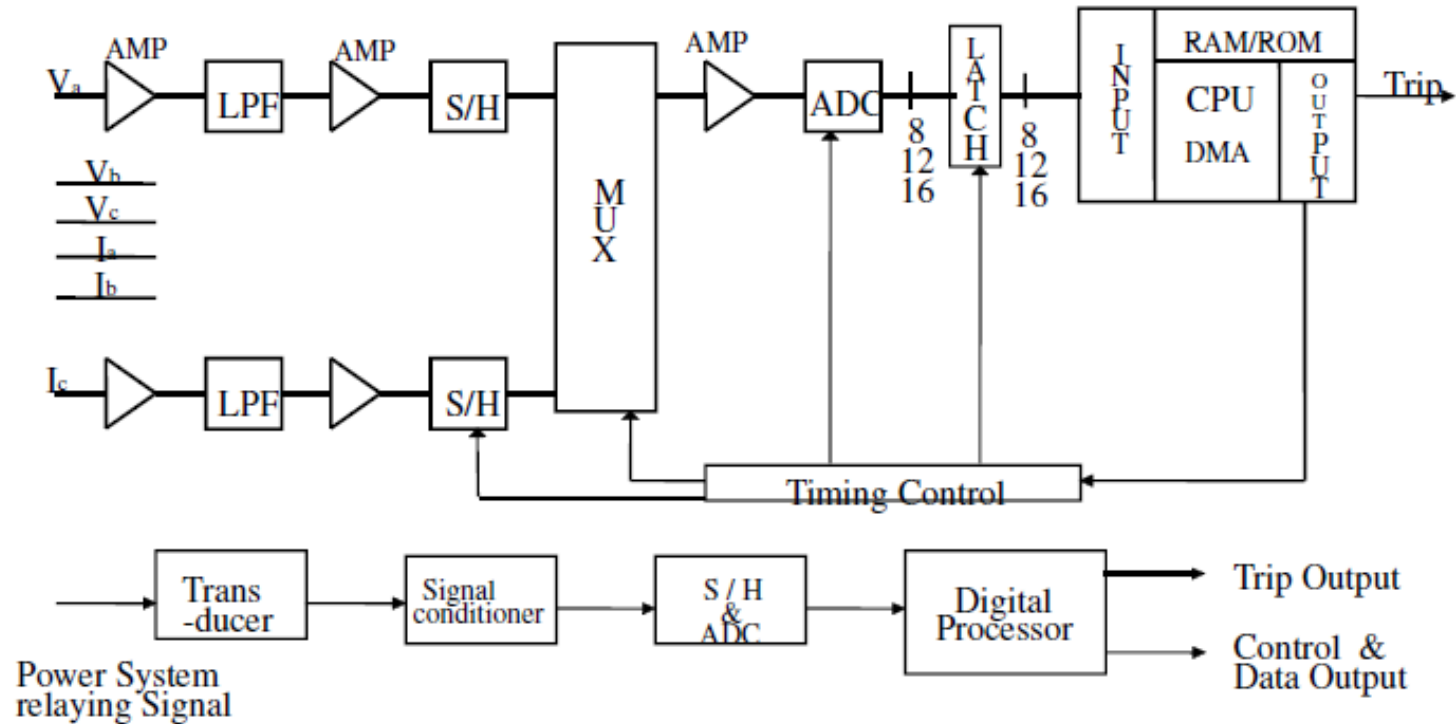 AMP
AMP
AMP
Va
LPF
S/H
MUX
ADC
8
12
16
LATCH
8
12
16
INPUT
RAM/ROM
CPU
DMA
OUTPUT
Trip
Vb
Vc
Ia
Ib
Ic
LPF
S/H
Timing Control
Trans
-ducer
Signal
conditioner
S / H
&
ADC
Digital
Processor
Trip Output
Control &
Data Output
Power System
relaying Signal